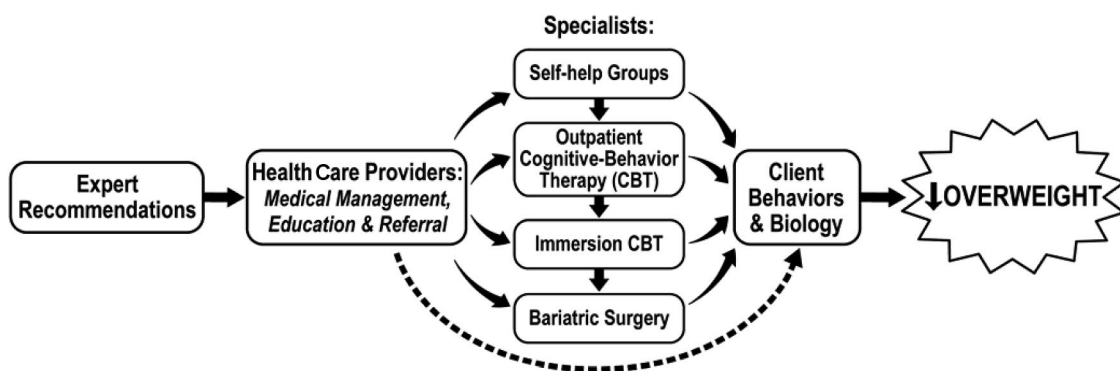 Specialists:
Self-help Groups
Expert
Recommendations
Health Care Providers:
Medical Management,
Education & Referral
Outpatient
Cognitive-Behavior
Therapy (CBT)
Immersion CBT
Bariatric Surgery
Client
Behaviors
& Biology
↓OVERWEIGHT